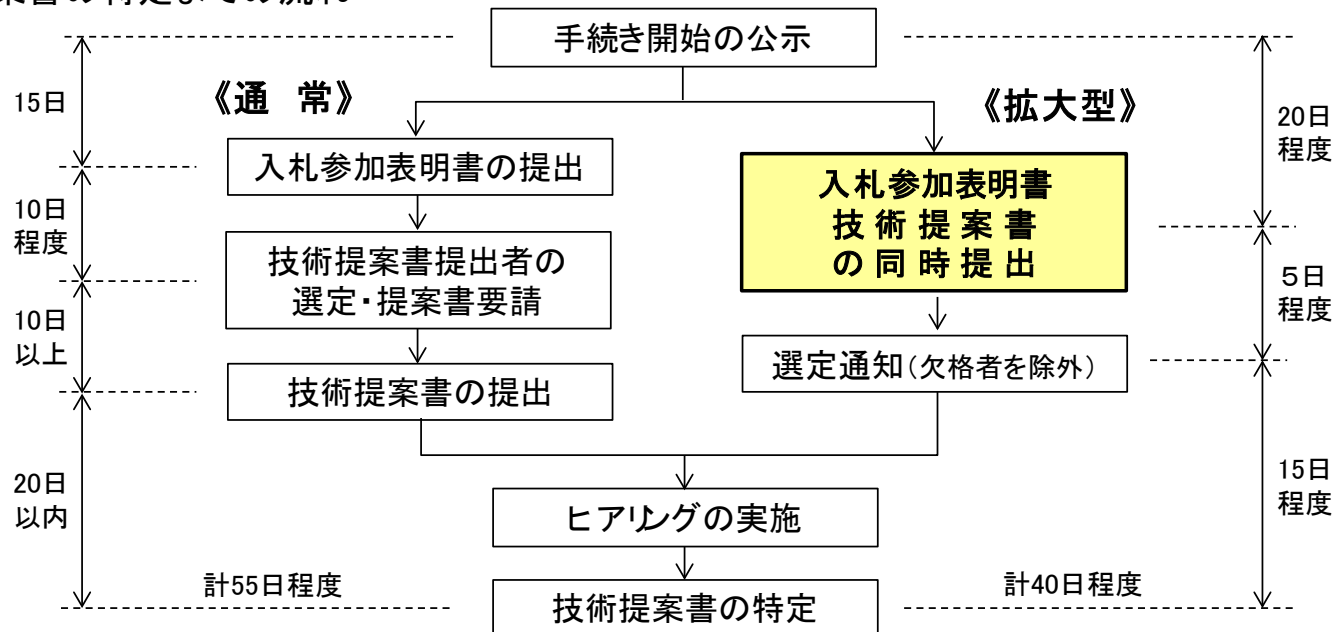 手続き開始の公示
《通　常》
《拡大型》
15日
20日
程度
入札参加表明書の提出
入札参加表明書
技 術 提 案 書
の 同 時 提 出
10日
程度
技術提案書提出者の
選定・提案書要請
5日
程度
10日
以上
選定通知(欠格者を除外)
技術提案書の提出
20日
以内
15日
程度
ヒアリングの実施
計55日程度
計40日程度
技術提案書の特定